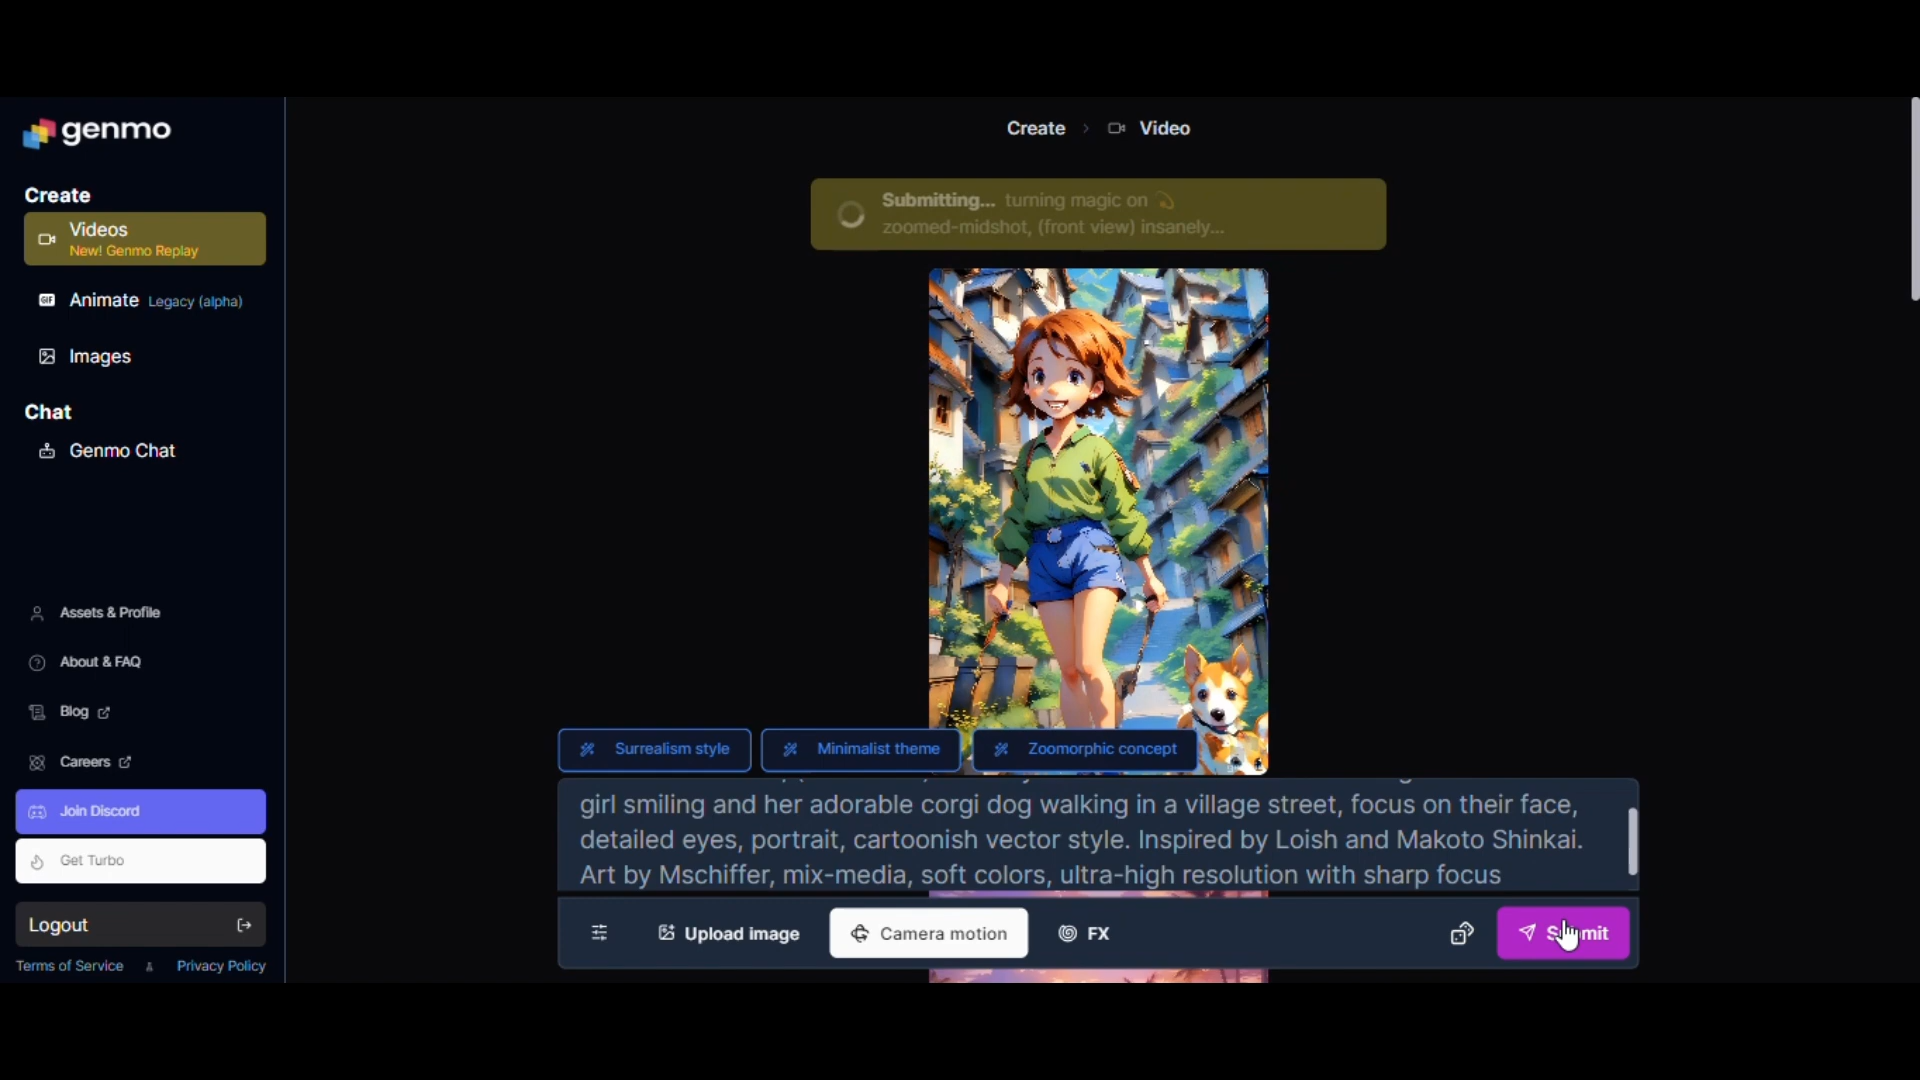 genmo
Create
Videos
New! Genmo Replay
Animate Legacy (alpha)
Images
Chat
Genmo Chat
Assets & Profile
About & FAQ
Blog
Careers
Join Discord
Get Turbo
Logout
Terms of Service
Privacy Policy
Create > Video
Submitting... turning magic on
zoomed-midshot, (front view) insanely...
Surrealism style
Minimalist theme
Zoomorphic concept
girl smiling and her adorable corgi dog walking in a village street, focus on their face,
detailed eyes, portrait, cartoonish vector style. Inspired by Loish and Makoto Shinkai.
Art by Mschiffer, mix-media, soft colors, ultra-high resolution with sharp focus
Upload image
Camera motion
FX
Submit